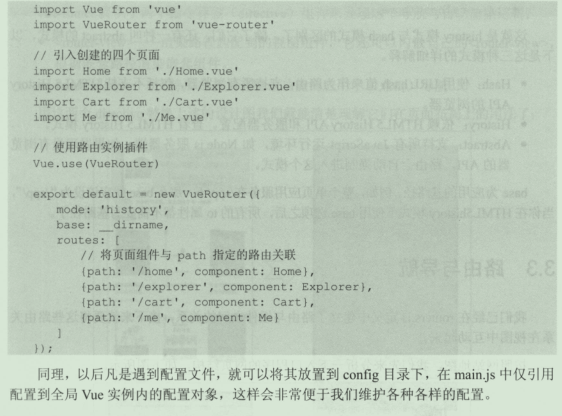 import Vue from 'vue'
import VueRouter from 'vue-router'
// 引入创建的四个页面
import Home from './Home.vue'
import Explorer from './Explorer.vue'
import Cart from './Cart.vue'
import Me from './Me.vue'
// 使用路由实例插件
Vue.use(VueRouter)
export default = new VueRouter({
    mode: 'history',
    base: __dirname,
    routes: [
        // 将页面组件与 path 指定的路由关联
        {path: '/home', component: Home},
        {path: '/explorer', component: Explorer},
        {path: '/cart', component: Cart},
        {path: '/me', component: Me}
    ]
});
同理，以后凡是遇到配置文件，就可以将其放置到 config 目录下，在 main.js 中仅引用
配置到全局 Vue 实例内的配置对象，这样会非常便于我们维护各种各样的配置。